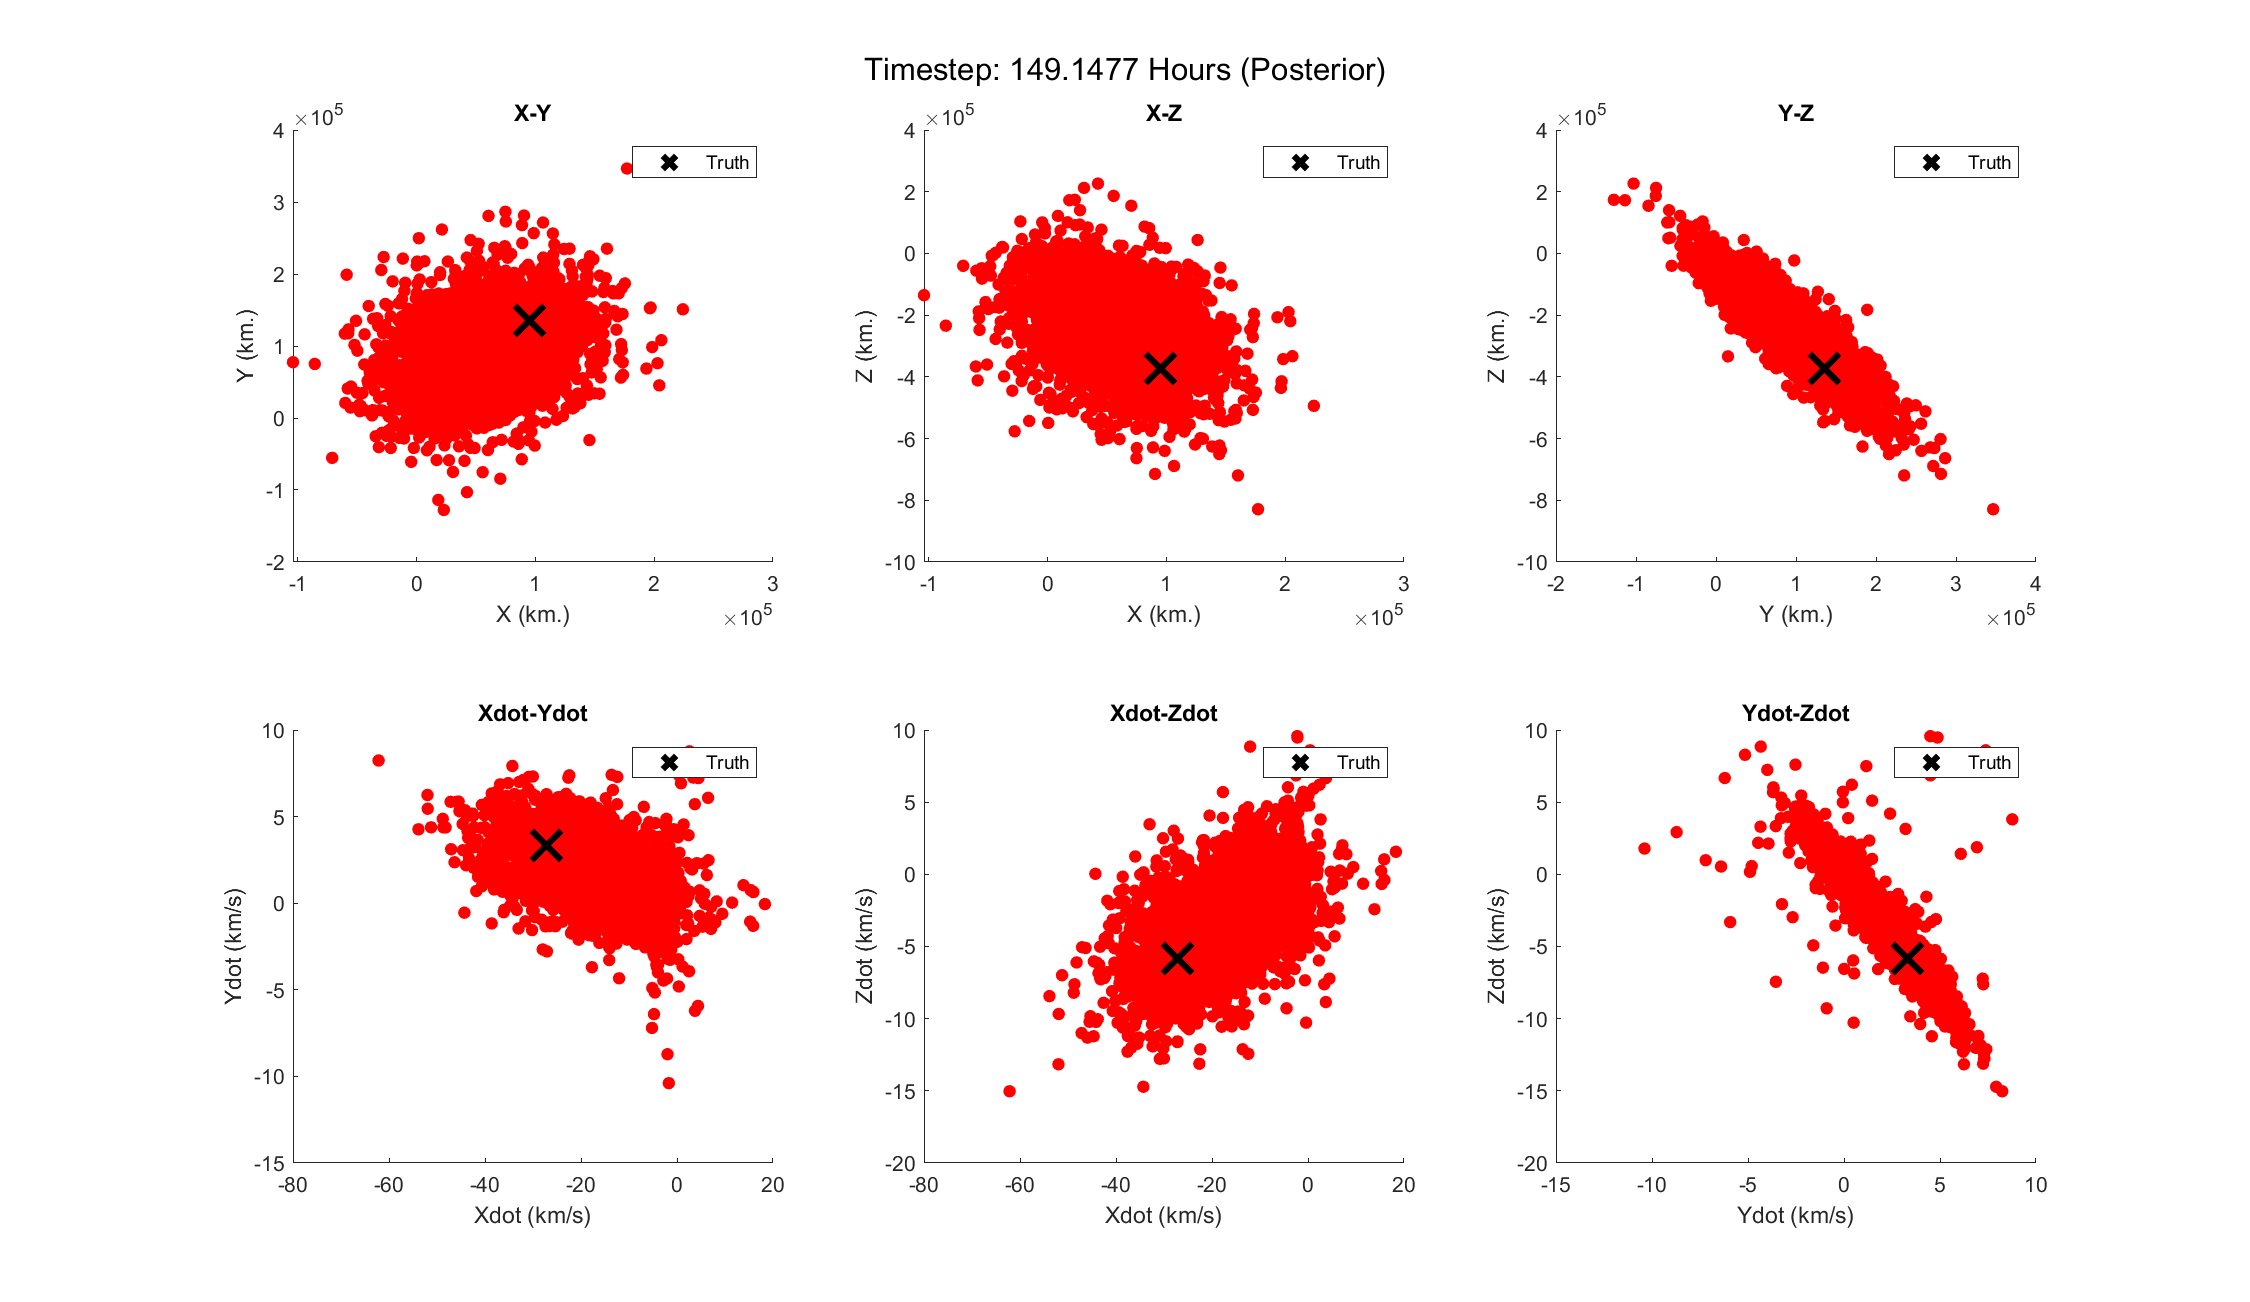 Timestep: 149.1477 Hours (Posterior)
X-Y
×10^5
4
3
2
1
0
-1
-2
Y (km.)
-1 0 1 2 3
X (km.)
×10^5
Truth
X-Z
×10^5
4
2
0
-2
-4
-6
-8
-10
Z (km.)
-1 0 1 2 3
X (km.)
×10^5
Truth
Y-Z
×10^5
4
2
0
-2
-4
-6
-8
-10
Z (km.)
-2 -1 0 1 2 3 4
Y (km.)
×10^5
Truth
Xdot-Ydot
10
5
0
-5
-10
-15
Ydot (km/s)
-80 -60 -40 -20 0 20
Xdot (km/s)
Truth
Xdot-Zdot
10
5
0
-5
-10
-15
-20
Zdot (km/s)
-80 -60 -40 -20 0 20
Xdot (km/s)
Truth
Ydot-Zdot
10
5
0
-5
-10
-15
-20
Zdot (km/s)
-15 -10 -5 0 5 10
Ydot (km/s)
Truth